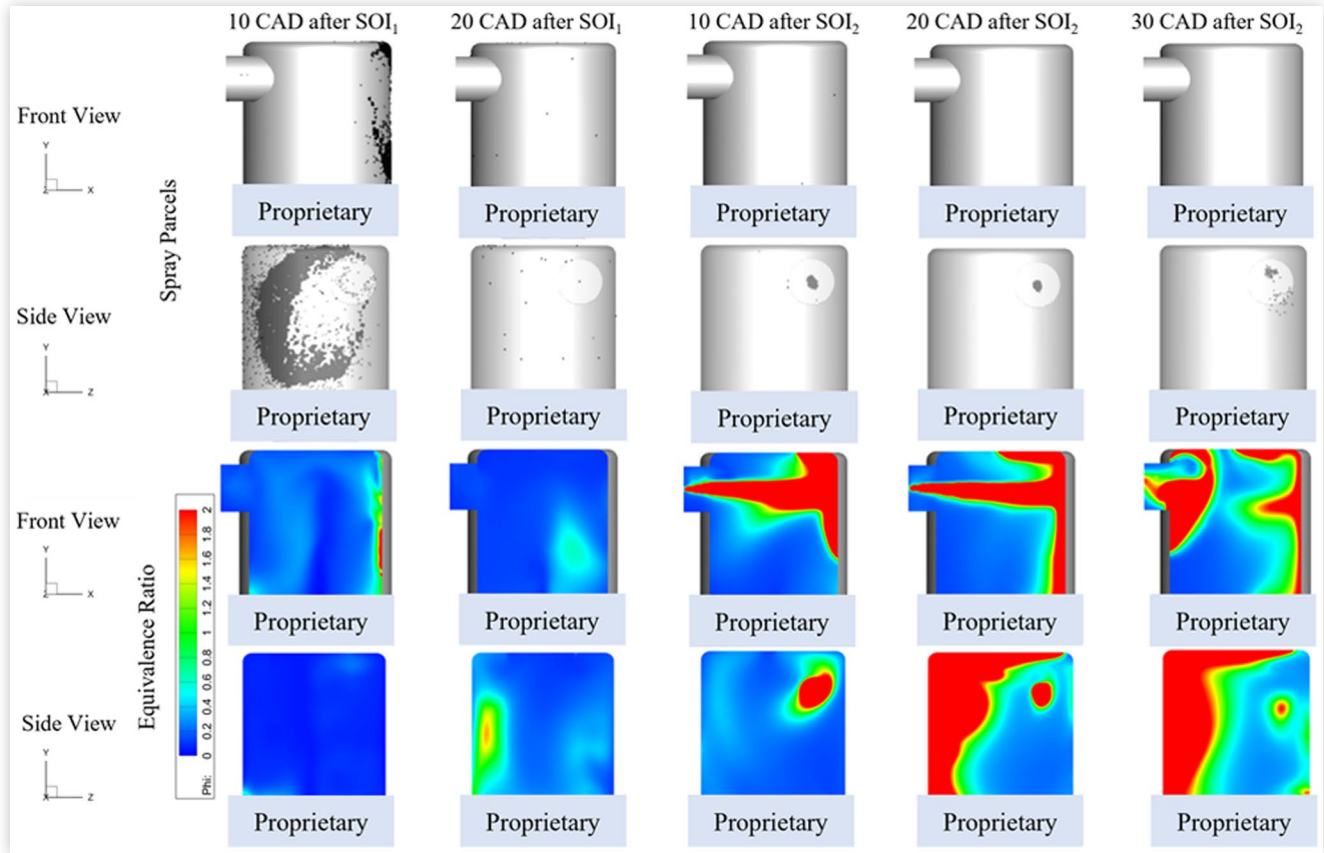 10 CAD after SOI₁ 20 CAD after SOI₁ 10 CAD after SOI₂ 20 CAD after SOI₂ 30 CAD after SOI₂
Front View
Y
Z X
Proprietary Proprietary Proprietary Proprietary Proprietary
Spray Parcels
Side View
Y
X Z
Proprietary Proprietary Proprietary Proprietary Proprietary
Front View
Y
Z X
Proprietary Proprietary Proprietary Proprietary Proprietary
Equivalence Ratio
Phi: 0 0.2 0.4 0.6 0.8 1 1.2 1.4 1.6 1.8 2
Side View
Y
X Z
Proprietary Proprietary Proprietary Proprietary Proprietary